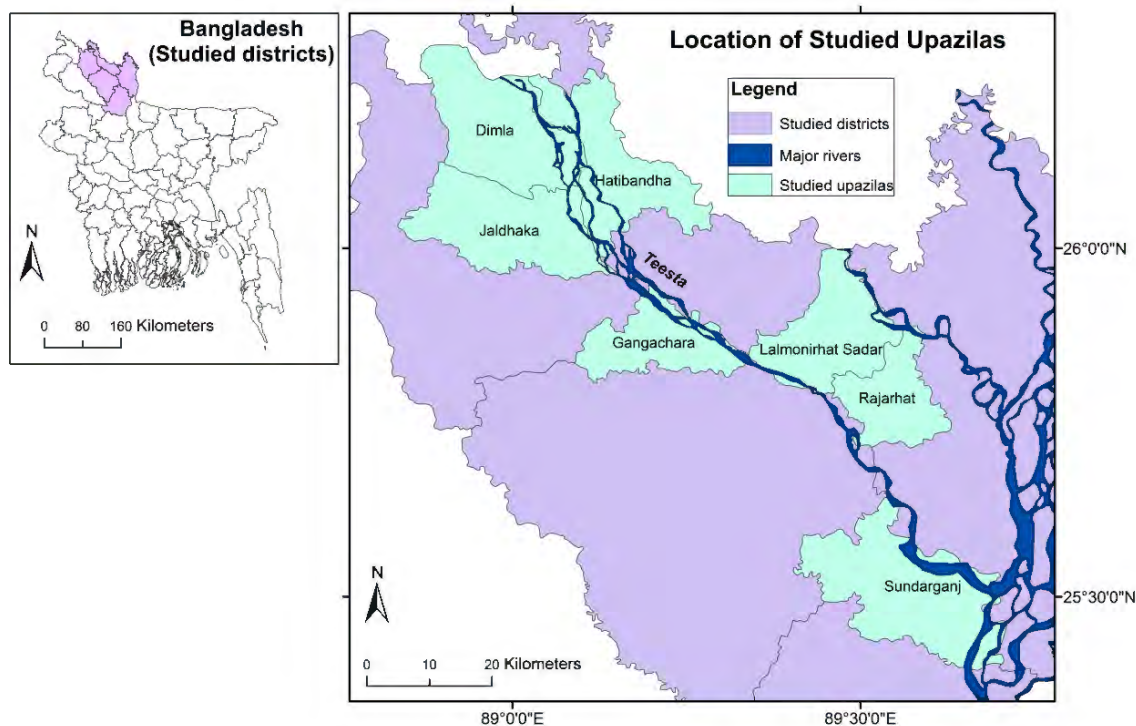 Bangladesh
(Studied districts)
N
0 80 160 Kilometers
Location of Studied Upazilas
Legend
Studied districts
Major rivers
Studied upazilas
Dimla
Hatibandha
Jaldhaka
Teesta
Gangachara
Lalmonirhat Sadar
Rajarhat
Sundarganj
N
0 10 20 Kilometers
26°0'0"N
25°30'0"N
89°0'0"E
89°30'0"E